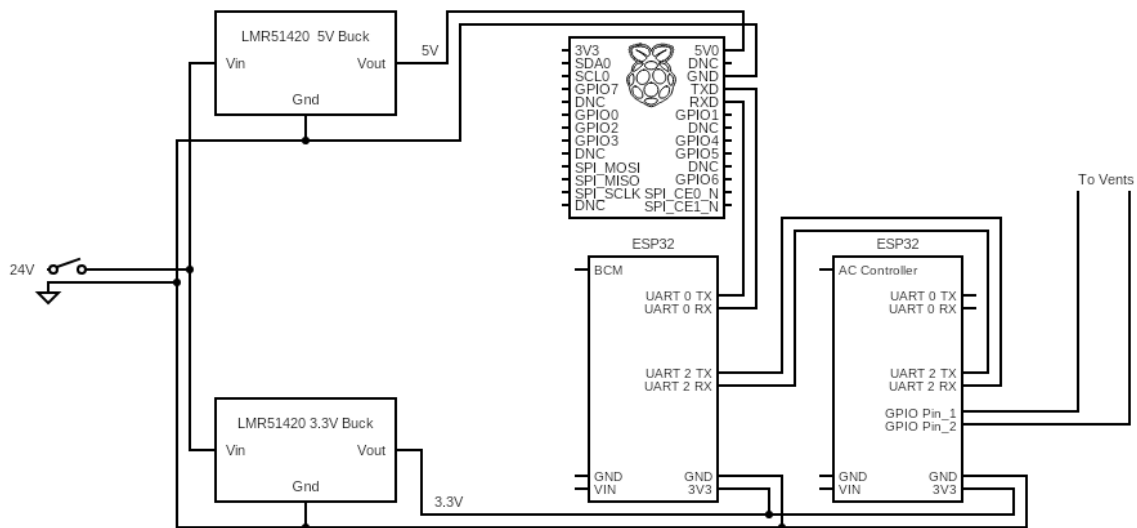 LMR51420 5V Buck
Vin
Vout
Gnd
5V
3V3
SDA0
SCL0
GPIO7
DNC
GPIO0
GPIO2
GPIO3
DNC
SPI_MOSI
SPI_MISO
SPI_SCLK
DNC
5V0
DNC
GND
TXD
RXD
GPIO1
DNC
GPIO4
GPIO5
DNC
GPIO6
SPI_CE0_N
SPI_CE1_N
To Vents
24V
ESP32
BCM
UART 0 TX
UART 0 RX
UART 2 TX
UART 2 RX
GND
VIN
GND
3V3
ESP32
AC Controller
UART 0 TX
UART 0 RX
UART 2 TX
UART 2 RX
GPIO Pin_1
GPIO Pin_2
GND
VIN
GND
3V3
LMR51420 3.3V Buck
Vin
Vout
Gnd
3.3V